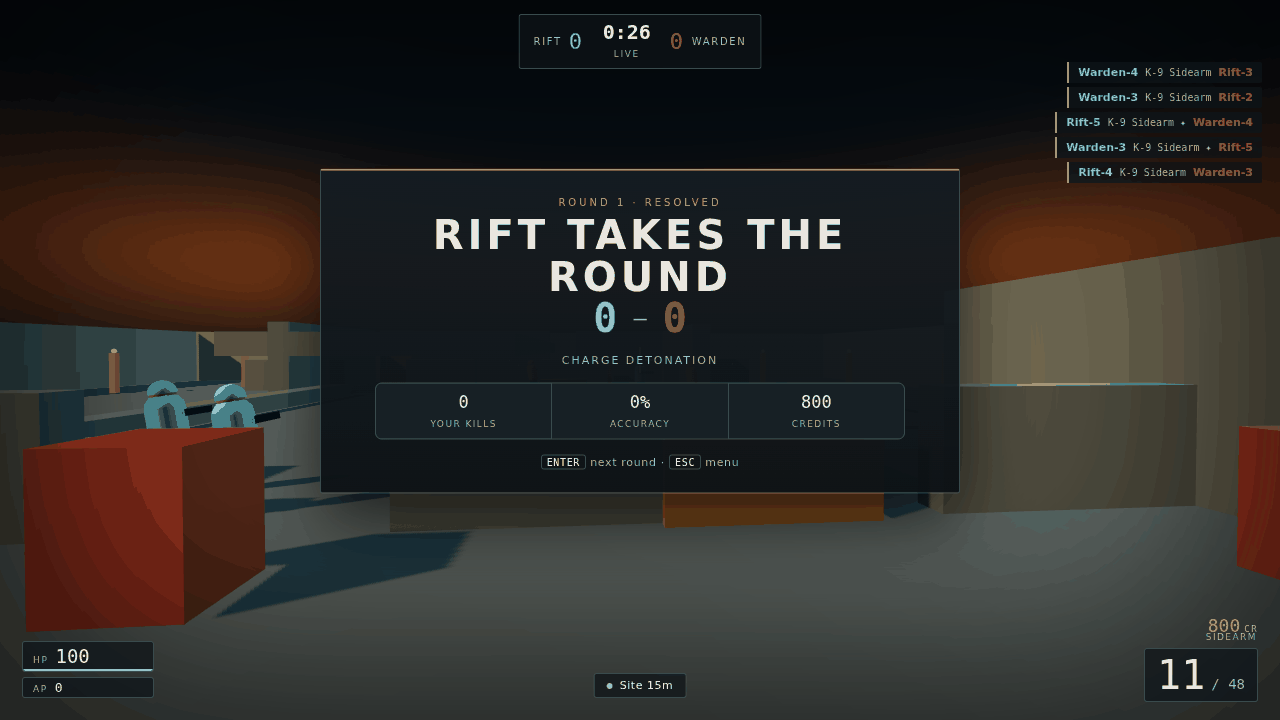 RIFT 0 0:26 0 WARDEN
LIVE
Warden-4 K-9 Sidearm Rift-3
Warden-3 K-9 Sidearm Rift-2
Rift-5 K-9 Sidearm ✦ Warden-4
Warden-3 K-9 Sidearm ✦ Rift-5
Rift-4 K-9 Sidearm Warden-3
ROUND 1 · RESOLVED
RIFT TAKES THE
ROUND
0 — 0
CHARGE DETONATION
0 0% 800
YOUR KILLS ACCURACY CREDITS
ENTER next round · ESC menu
HP 100
AP 0
Site 15m
800 CR
SIDEARM
11 / 48